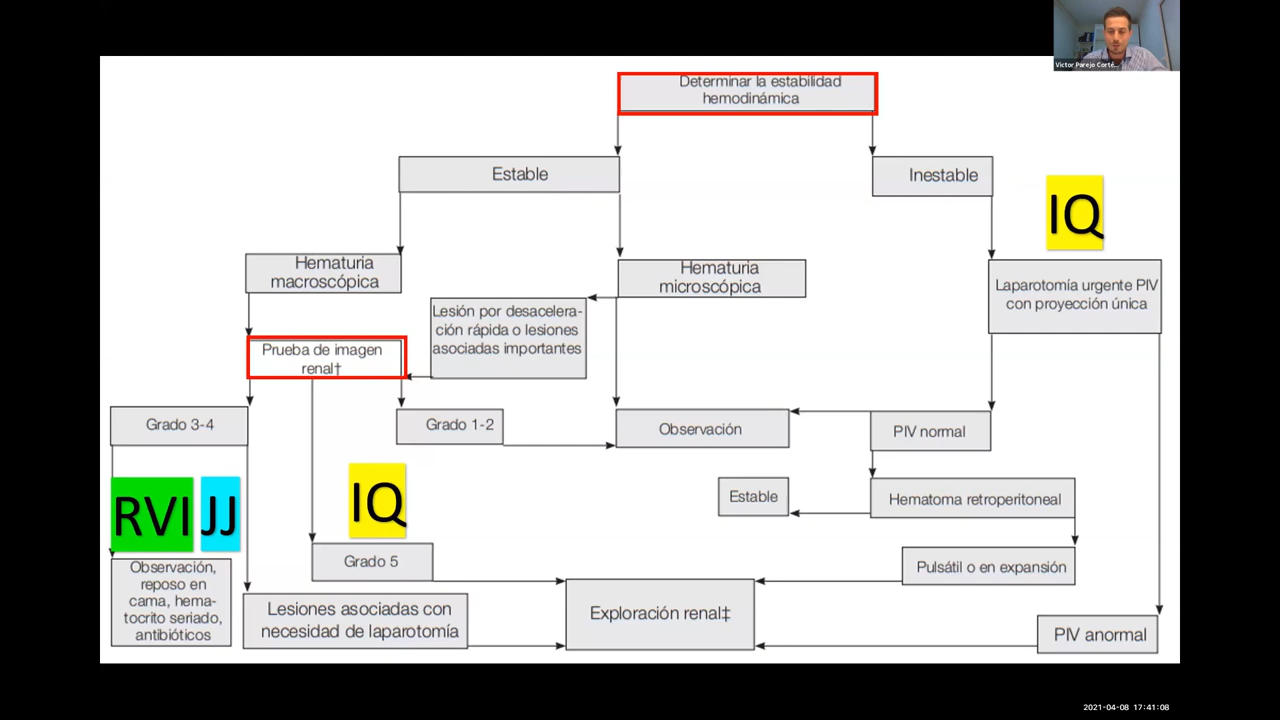 Victor Parejo Corté...
Determinar la estabilidad
hemodinámica
Estable
Inestable
IQ
Hematuria
macroscópica
Hematuria
microscópica
Laparotomía urgente PIV
con proyección única
Lesión por desacelera-
ción rápida o lesiones
asociadas importantes
Prueba de imagen
renal†
Grado 3-4
Grado 1-2
Observación
PIV normal
RVI
JJ
IQ
Estable
Hematoma retroperitoneal
Grado 5
Pulsátil o en expansión
Observación,
reposo en
cama, hema-
tocrito seriado,
antibióticos
Lesiones asociadas con
necesidad de laparotomía
Exploración renal‡
PIV anormal
2021-04-08 17:41:08